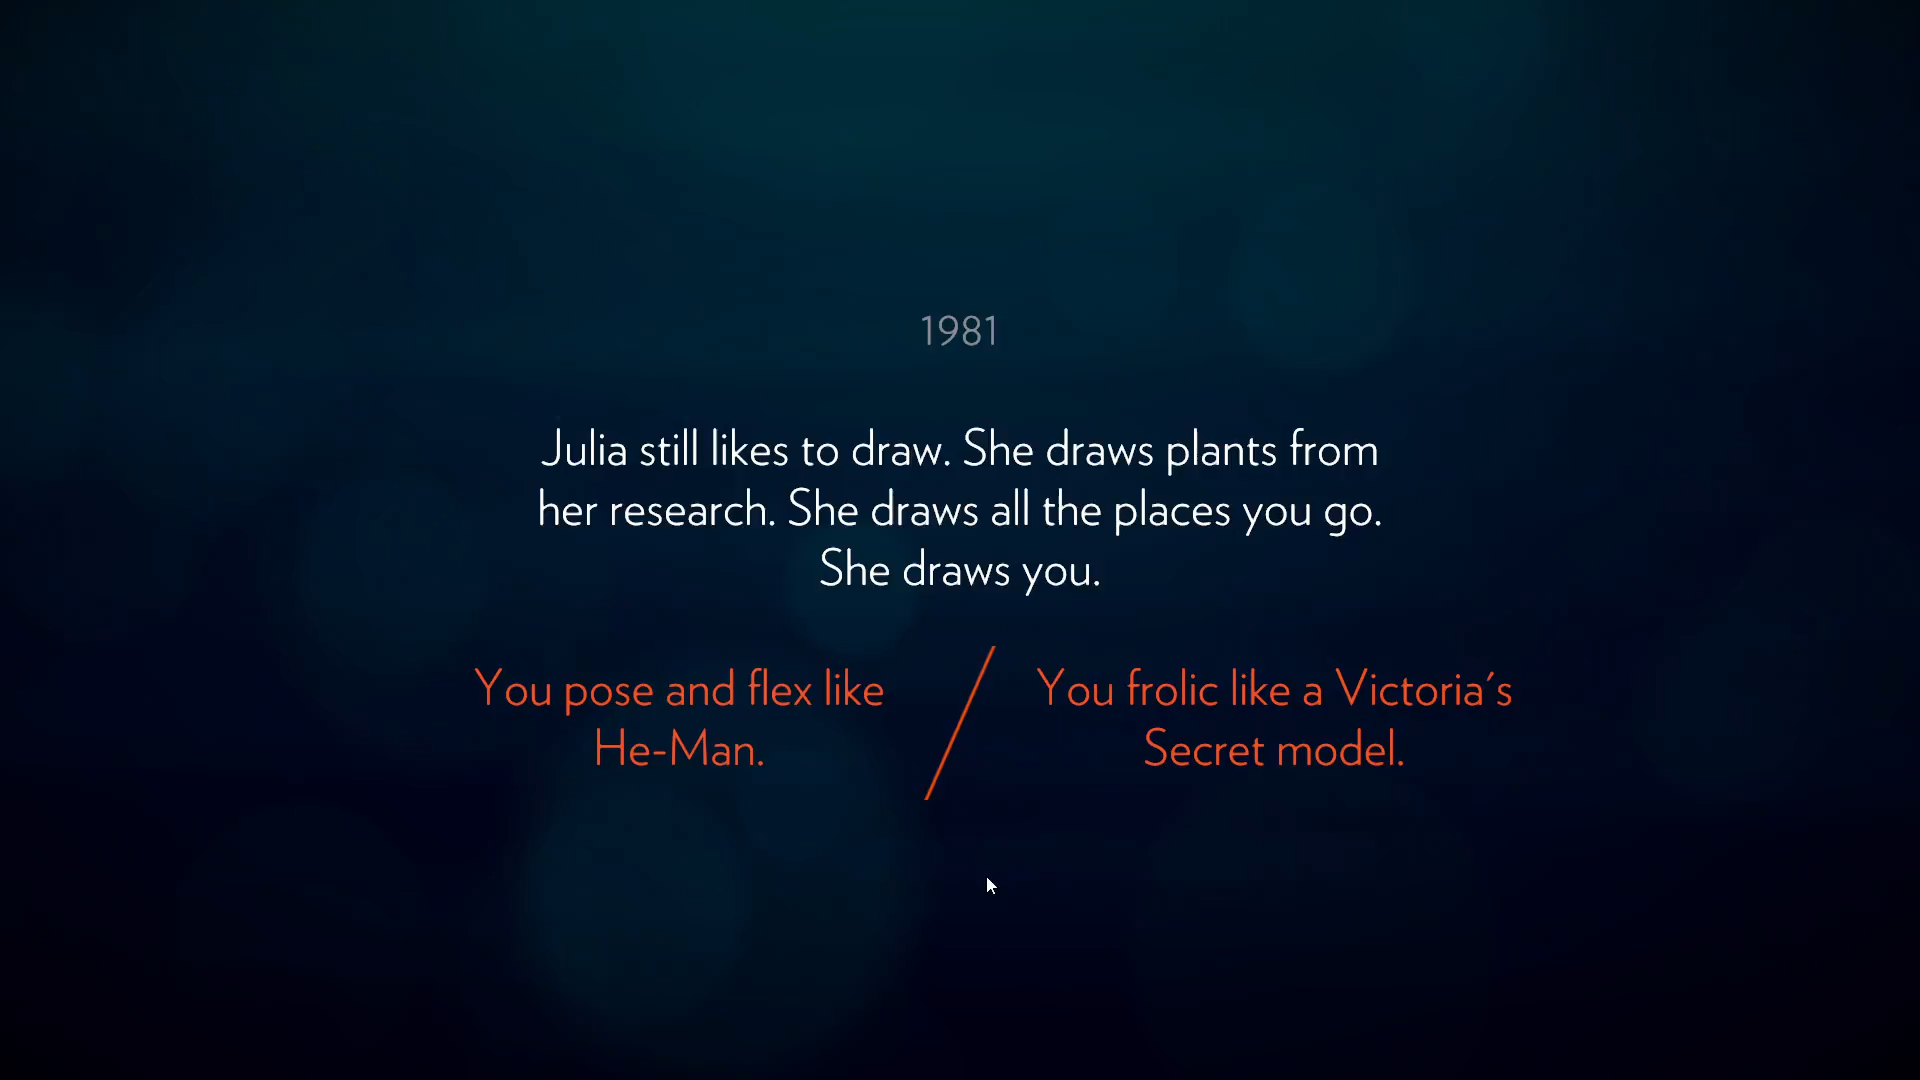 1981
Julia still likes to draw. She draws plants from
her research. She draws all the places you go.
She draws you.
You pose and flex like
He-Man.
You frolic like a Victoria's
Secret model.